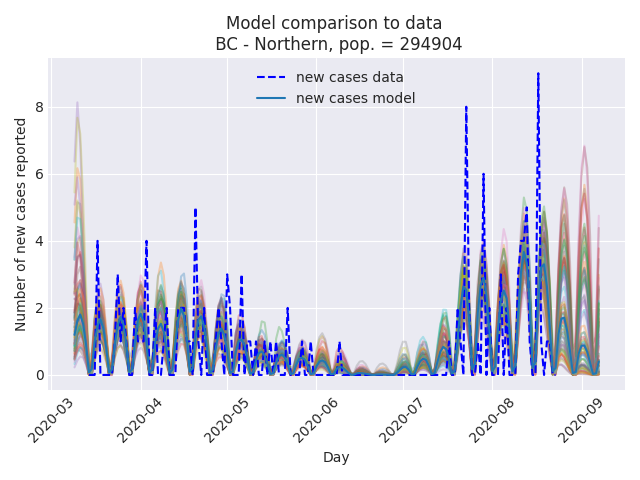 Model comparison to data
BC - Northern, pop. = 294904
new cases data
new cases model
Number of new cases reported
8
6
4
2
0
2020-03
2020-04
2020-05
2020-06
2020-07
2020-08
2020-09
Day